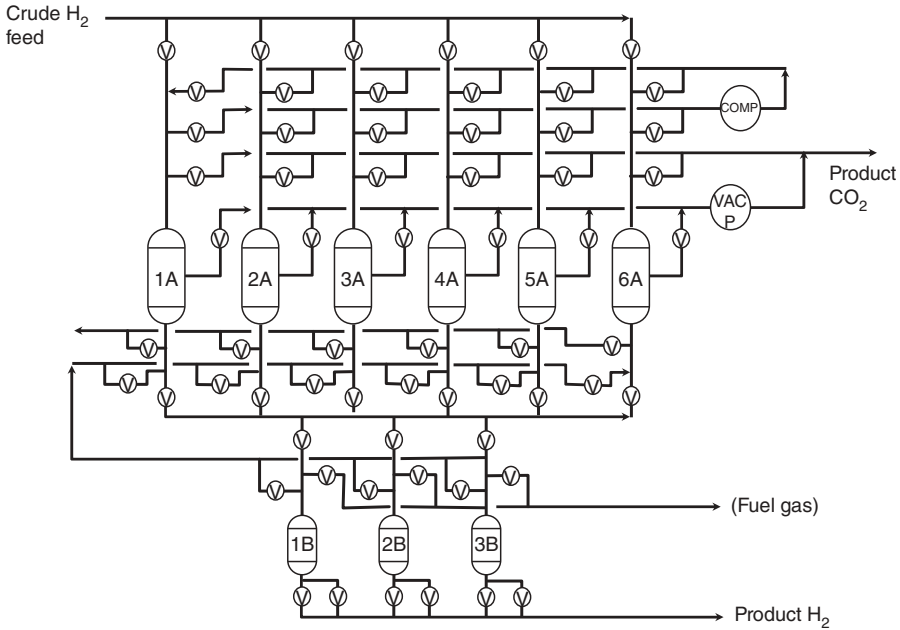 Crude H₂
feed
V V V V V V
V V V V V V
COMP
V V V V V V
V V V V V V
Product
CO₂
VAC
P
V V V V V V
1A 2A 3A 4A 5A 6A
V V V V V V
V V V V V V
V V V V V V
V V V
V V V
V V V
(Fuel gas)
1B 2B 3B
V V V V V V
Product H₂